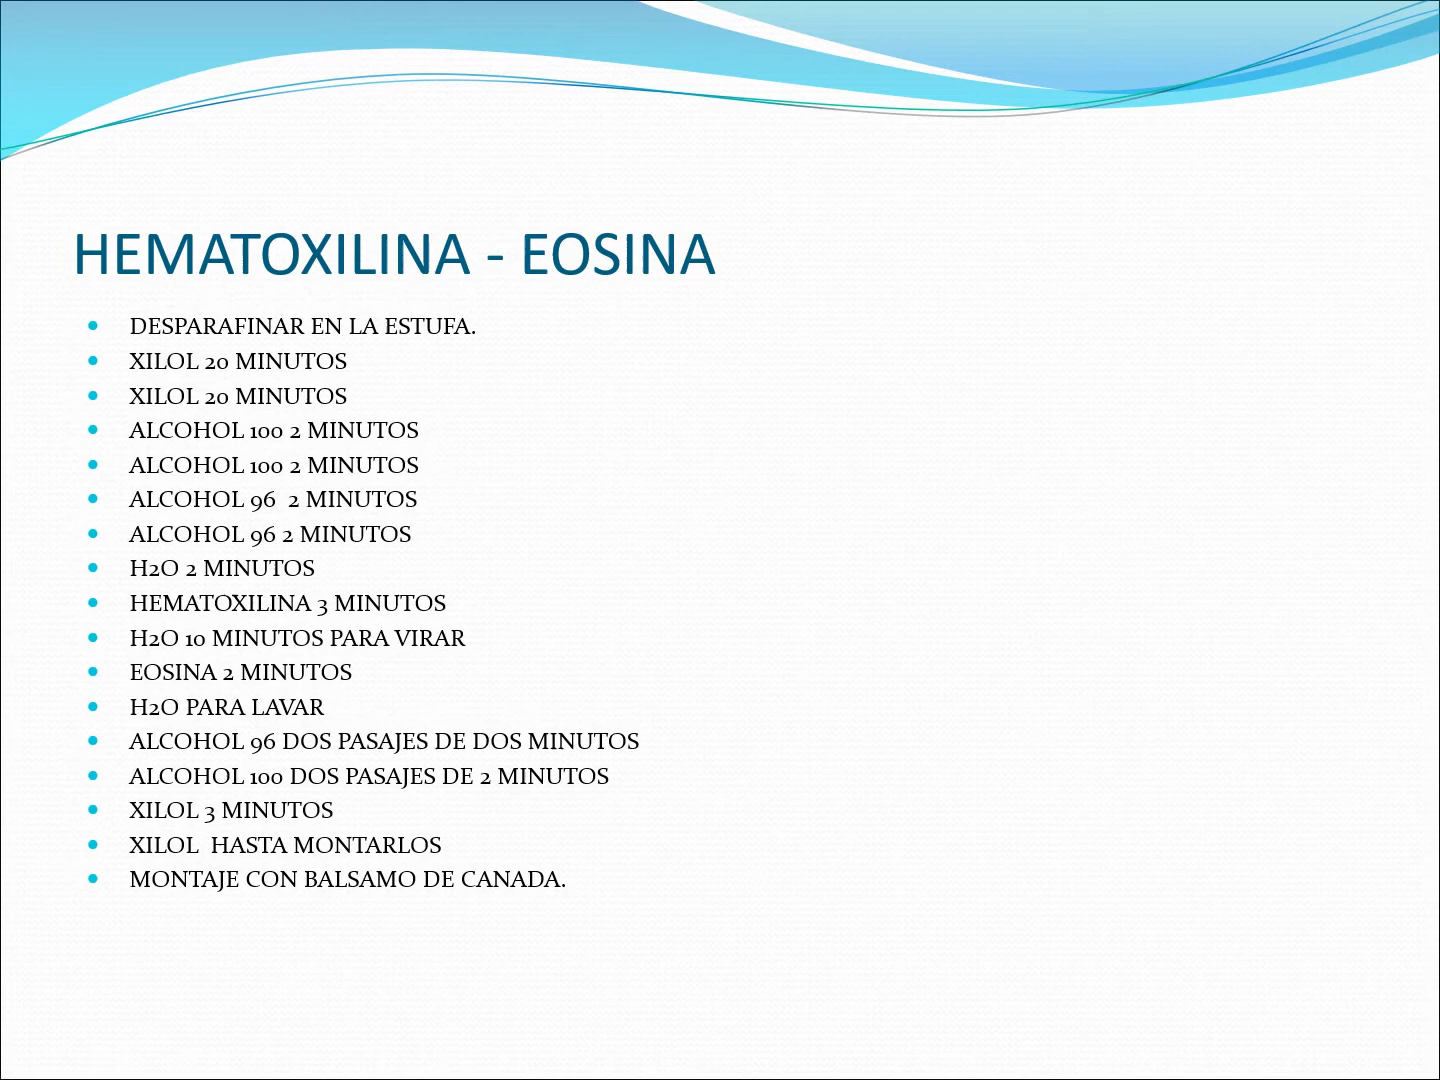 HEMATOXILINA - EOSINA
• DESPARAFINAR EN LA ESTUFA.
• XILOL 20 MINUTOS
• XILOL 20 MINUTOS
• ALCOHOL 100 2 MINUTOS
• ALCOHOL 100 2 MINUTOS
• ALCOHOL 96  2 MINUTOS
• ALCOHOL 96 2 MINUTOS
• H2O 2 MINUTOS
• HEMATOXILINA 3 MINUTOS
• H2O 10 MINUTOS PARA VIRAR
• EOSINA 2 MINUTOS
• H2O PARA LAVAR
• ALCOHOL 96 DOS PASAJES DE DOS MINUTOS
• ALCOHOL 100 DOS PASAJES DE 2 MINUTOS
• XILOL 3 MINUTOS
• XILOL  HASTA MONTARLOS
• MONTAJE CON BALSAMO DE CANADA.